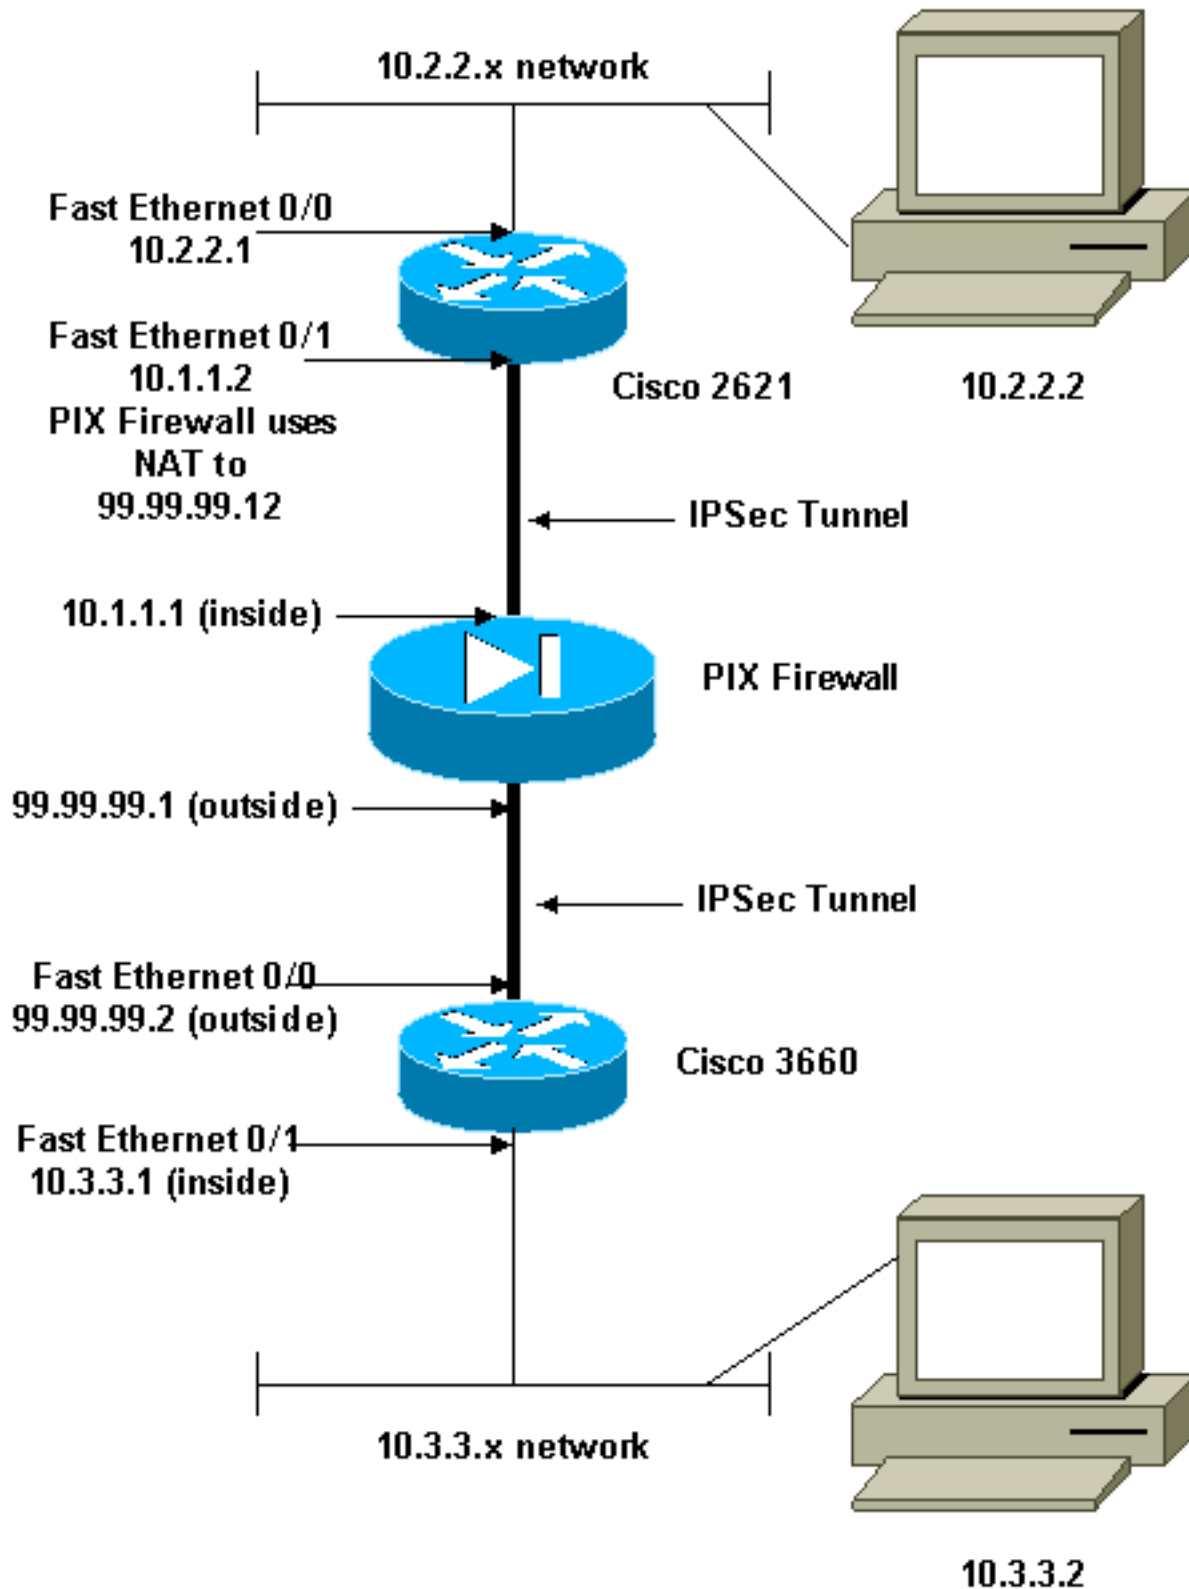 10.2.2.x network
Fast Ethernet 0/0
10.2.2.1
Fast Ethernet 0/1
10.1.1.2
PIX Firewall uses
NAT to
99.99.99.12
Cisco 2621
10.2.2.2
IPSec Tunnel
10.1.1.1 (inside)
PIX Firewall
99.99.99.1 (outside)
IPSec Tunnel
Fast Ethernet 0/0
99.99.99.2 (outside)
Cisco 3660
Fast Ethernet 0/1
10.3.3.1 (inside)
10.3.3.x network
10.3.3.2